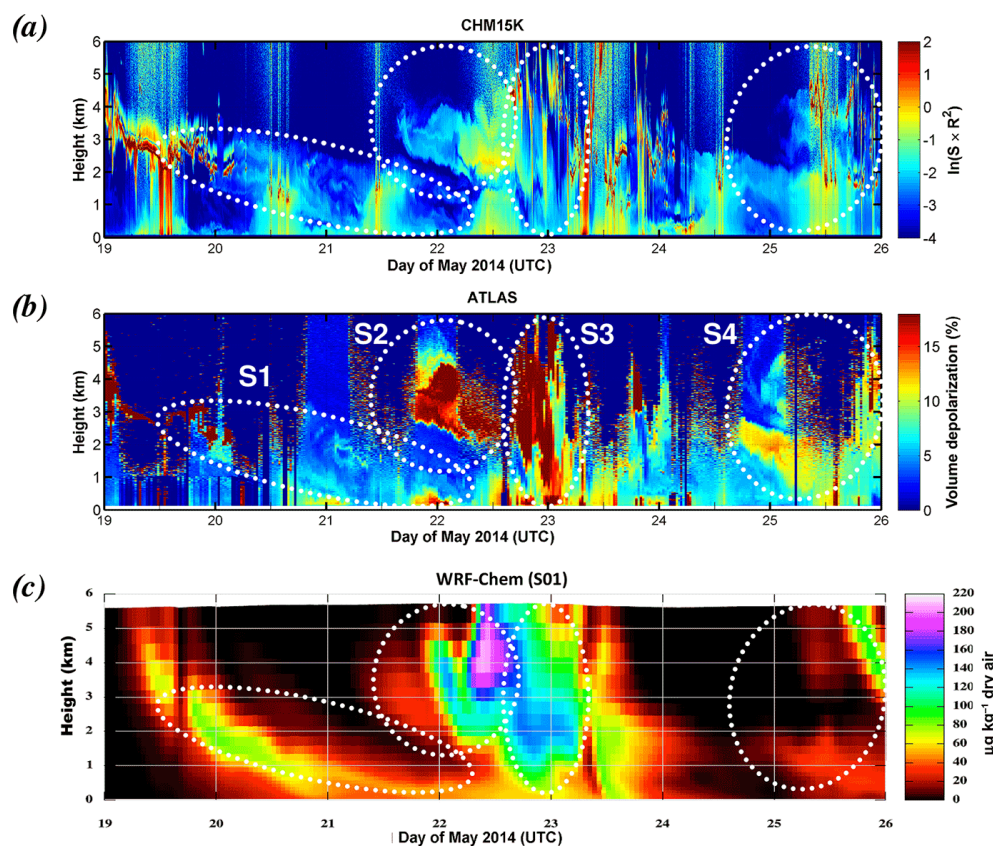 (a)
CHM15K
6
5
4
3
2
1
0
Height (km)
19 20 21 22 23 24 25 26
Day of May 2014 (UTC)
2
1
0
-1
-2
-3
-4
ln(S × R²)
(b)
ATLAS
6
5
4
3
2
1
0
Height (km)
S1
S2
S3
S4
19 20 21 22 23 24 25 26
Day of May 2014 (UTC)
15
10
5
0
Volume depolarization (%)
(c)
WRF-Chem (S01)
6
5
4
3
2
1
0
Height (km)
19 20 21 22 23 24 25 26
Day of May 2014 (UTC)
220
200
180
160
140
120
100
80
60
40
20
0
µg kg⁻¹ dry air